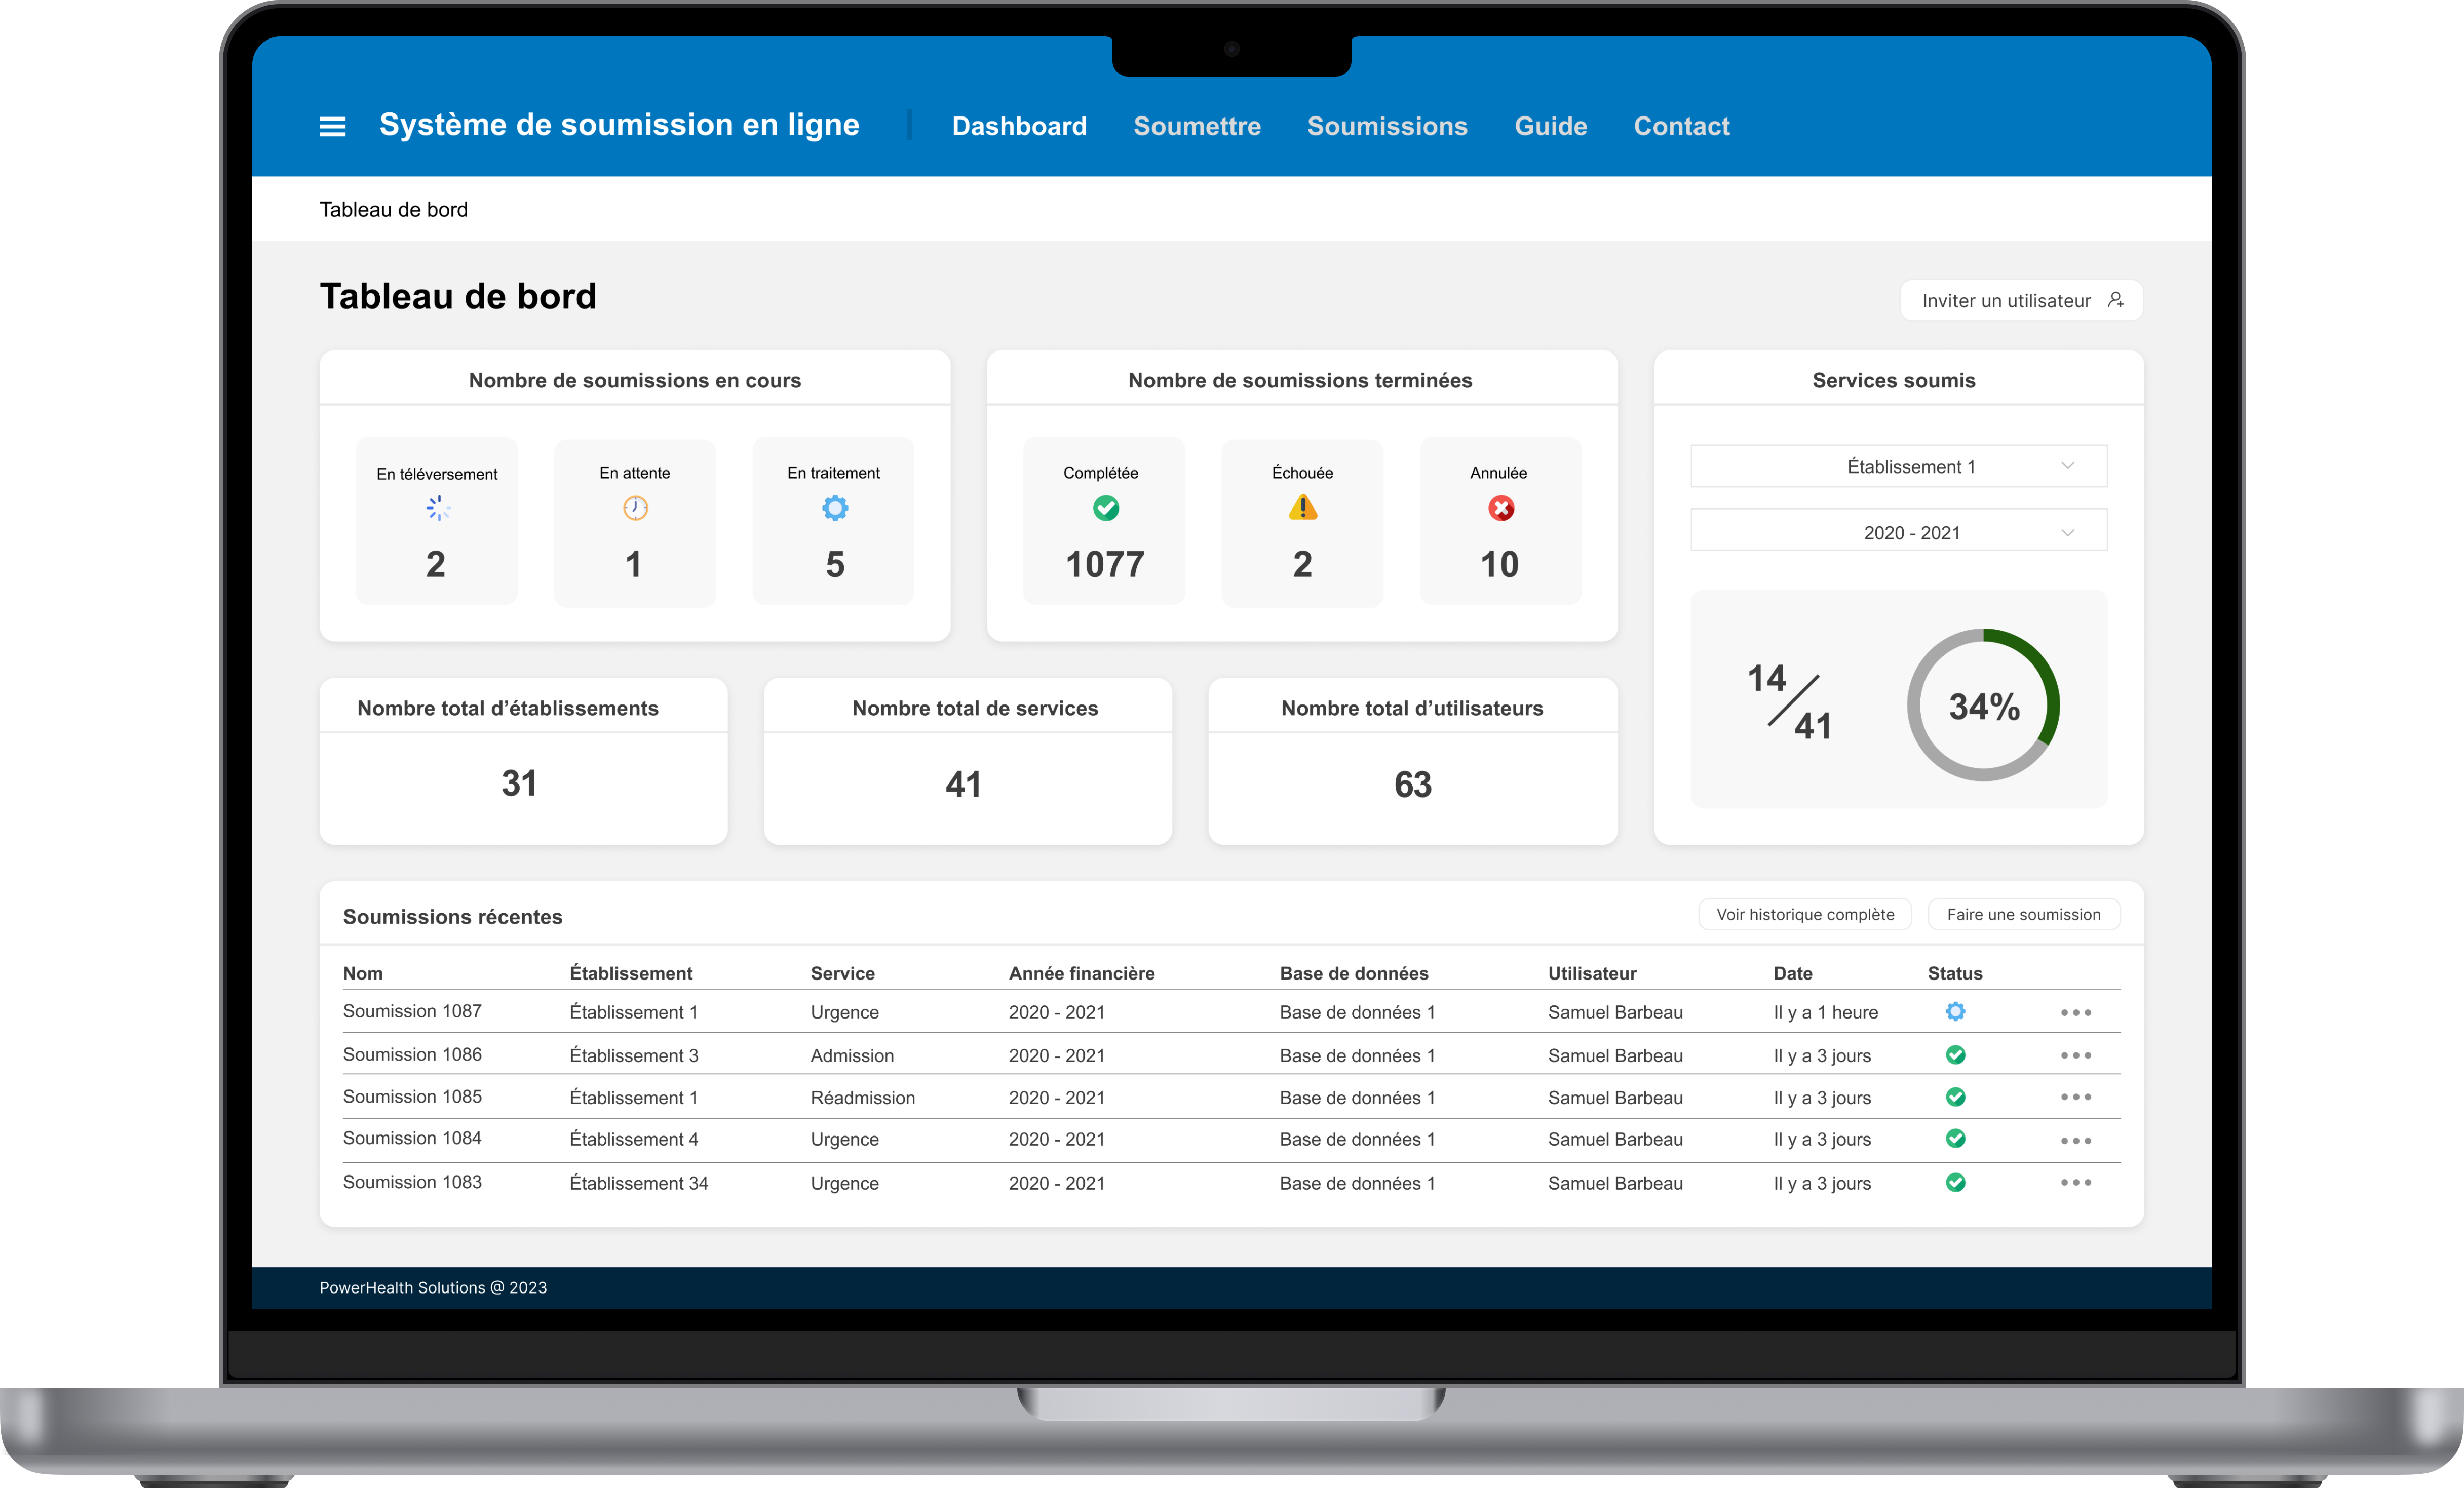 Système de soumission en ligne
Dashboard
Soumettre
Soumissions
Guide
Contact
Tableau de bord
Tableau de bord
Inviter un utilisateur
Nombre de soumissions en cours
En téléversement
2
En attente
1
En traitement
5
Nombre de soumissions terminées
Complétée
1077
Échouée
2
Annulée
10
Services soumis
Établissement 1
2020 - 2021
14/41
34%
Nombre total d’établissements
31
Nombre total de services
41
Nombre total d’utilisateurs
63
Soumissions récentes
Voir historique complète
Faire une soumission
Nom Établissement Service Année financière Base de données Utilisateur Date Status
Soumission 1087 Établissement 1 Urgence 2020 - 2021 Base de données 1 Samuel Barbeau Il y a 1 heure
Soumission 1086 Établissement 3 Admission 2020 - 2021 Base de données 1 Samuel Barbeau Il y a 3 jours
Soumission 1085 Établissement 1 Réadmission 2020 - 2021 Base de données 1 Samuel Barbeau Il y a 3 jours
Soumission 1084 Établissement 4 Urgence 2020 - 2021 Base de données 1 Samuel Barbeau Il y a 3 jours
Soumission 1083 Établissement 34 Urgence 2020 - 2021 Base de données 1 Samuel Barbeau Il y a 3 jours
PowerHealth Solutions @ 2023